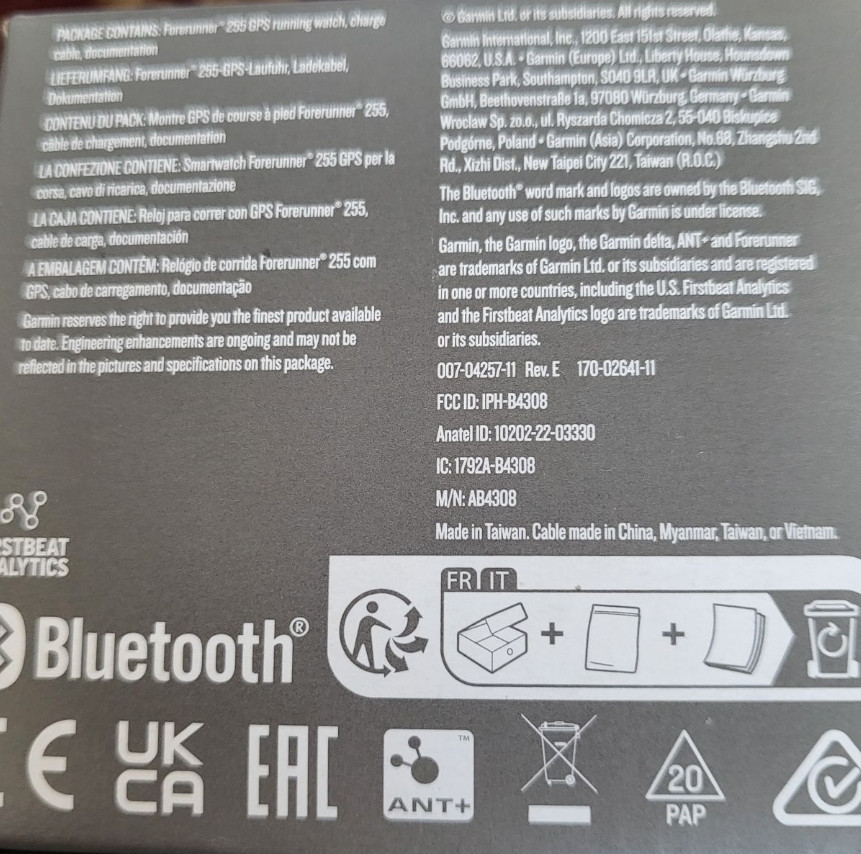 PACKAGE CONTAINS: Forerunner® 255 GPS running watch, charge
cable, documentation
LIEFERUMFANG: Forerunner® 255-GPS-Laufuhr, Ladekabel,
Dokumentation
CONTENU DU PACK: Montre GPS de course à pied Forerunner® 255,
câble de chargement, documentation
LA CONFEZIONE CONTIENE: Smartwatch Forerunner® 255 GPS per la
corsa, cavo di ricarica, documentazione
LA CAJA CONTIENE: Reloj para correr con GPS Forerunner® 255,
cable de carga, documentación
A EMBALAGEM CONTÉM: Relógio de corrida Forerunner® 255 com
GPS, cabo de carregamento, documentação
Garmin reserves the right to provide you the finest product available
to date. Engineering enhancements are ongoing and may not be
reflected in the pictures and specifications on this package.
© Garmin Ltd. or its subsidiaries. All rights reserved.
Garmin International, Inc., 1200 East 151st Street, Olathe, Kansas,
66062, U.S.A. • Garmin (Europe) Ltd., Liberty House, Hounsdown
Business Park, Southampton, SO40 9LR, UK • Garmin Würzburg
GmbH, Beethovenstraße 1a, 97080 Würzburg, Germany • Garmin
Wroclaw Sp. zo.o., ul. Ryszarda Chomicza 2, 55-040 Biskupice
Podgórne, Poland • Garmin (Asia) Corporation, No.68, Zhangshu 2nd
Rd., Xizhi Dist., New Taipei City 221, Taiwan (R.O.C.)
The Bluetooth® word mark and logos are owned by the Bluetooth SIG,
Inc. and any use of such marks by Garmin is under license.
Garmin, the Garmin logo, the Garmin delta, ANT+ and Forerunner
are trademarks of Garmin Ltd. or its subsidiaries and are registered
in one or more countries, including the U.S. Firstbeat Analytics
and the Firstbeat Analytics logo are trademarks of Garmin Ltd.
or its subsidiaries.
007-04257-11 Rev. E 170-02641-11
FCC ID: IPH-B4308
Anatel ID: 10202-22-03330
IC: 1792A-B4308
M/N: AB4308
Made in Taiwan. Cable made in China, Myanmar, Taiwan, or Vietnam.
STBEAT
ALYTICS
Bluetooth®
FR IT
CE
UK
CA
EAC
ANT+™
20
PAP